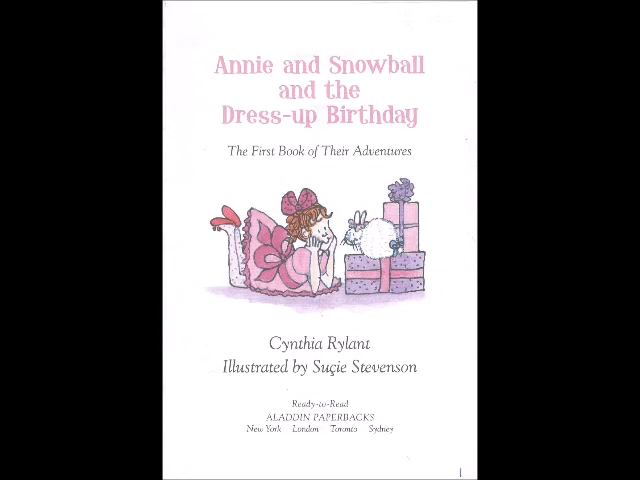 Annie and Snowball
and the
Dress-up Birthday
The First Book of Their Adventures
Cynthia Rylant
Illustrated by Suçie Stevenson
Ready-to-Read
ALADDIN PAPERBACKS
New York London Toronto Sydney